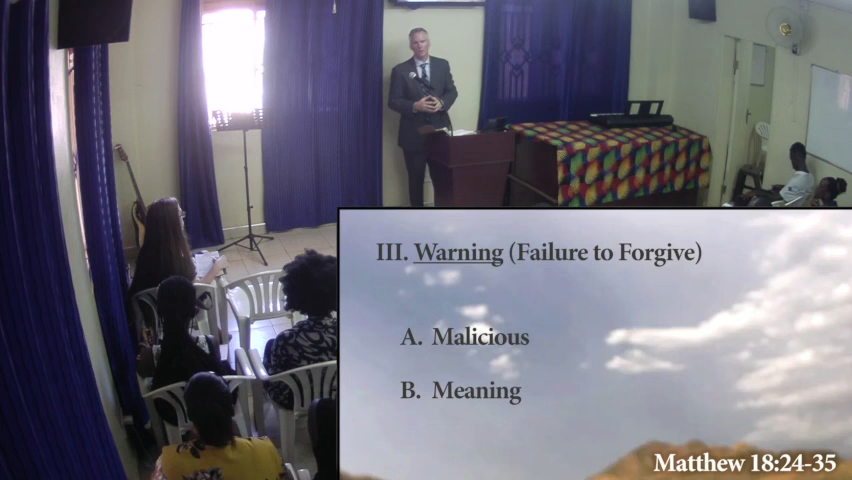 III. Warning (Failure to Forgive)
A. Malicious
B. Meaning
Matthew 18:24-35